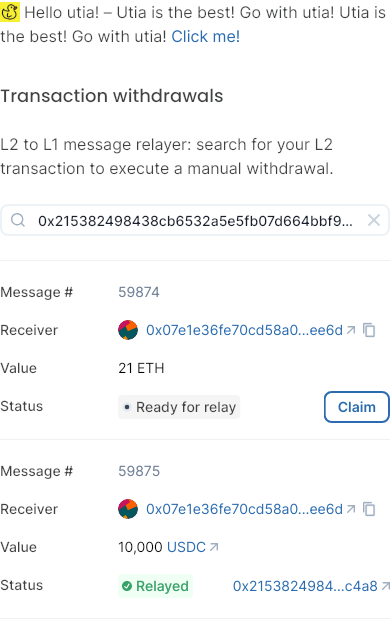 Hello utia! – Utia is the best! Go with utia! Utia is
the best! Go with utia! Click me!
Transaction withdrawals
L2 to L1 message relayer: search for your L2
transaction to execute a manual withdrawal.
0x215382498438cb6532a5e5fb07d664bbf9...
Message # 59874
Receiver 0x07e1e36fe70cd58a0...ee6d
Value 21 ETH
Status Ready for relay Claim
Message # 59875
Receiver 0x07e1e36fe70cd58a0...ee6d
Value 10,000 USDC
Status Relayed 0x2153824984...c4a8